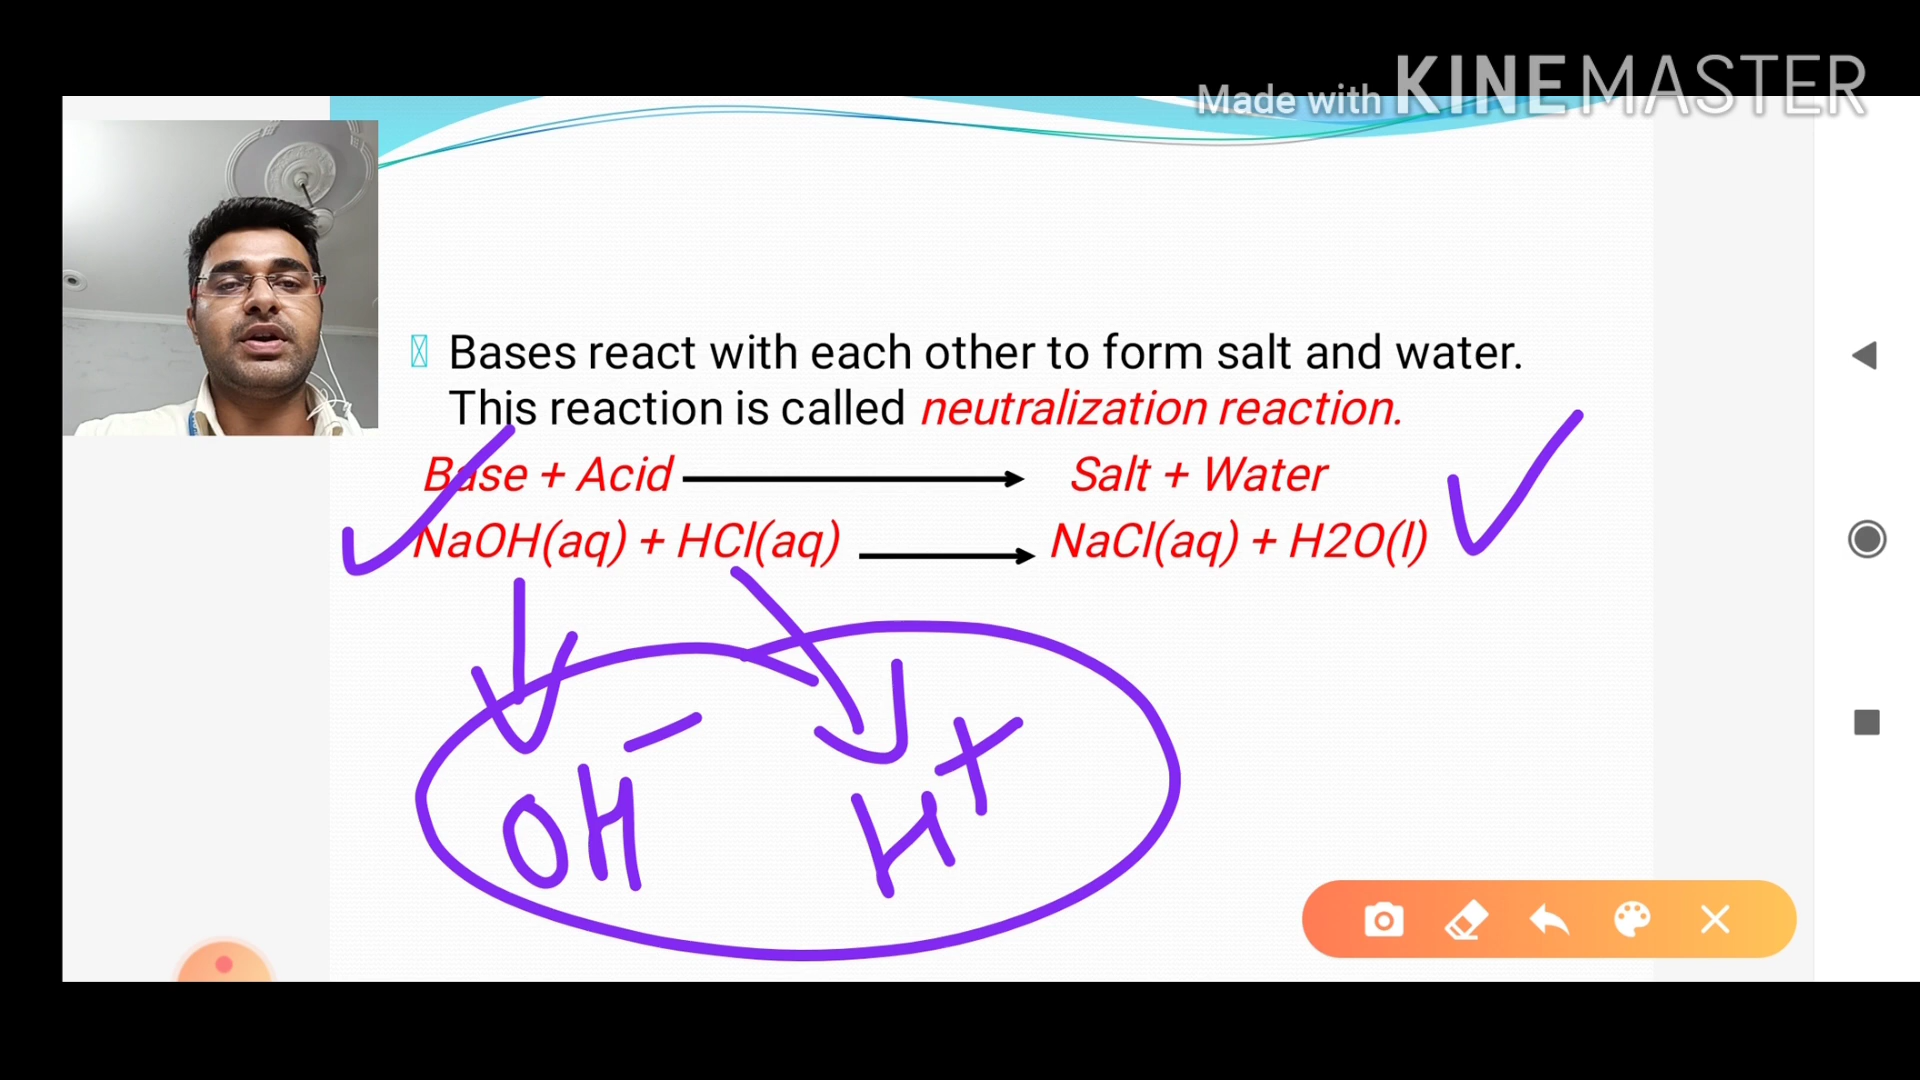 Made with KINEMASTER
Bases react with each other to form salt and water.
This reaction is called neutralization reaction.
Base + Acid Salt + Water
NaOH(aq) + HCl(aq) NaCl(aq) + H2O(l)
OH⁻ H⁺